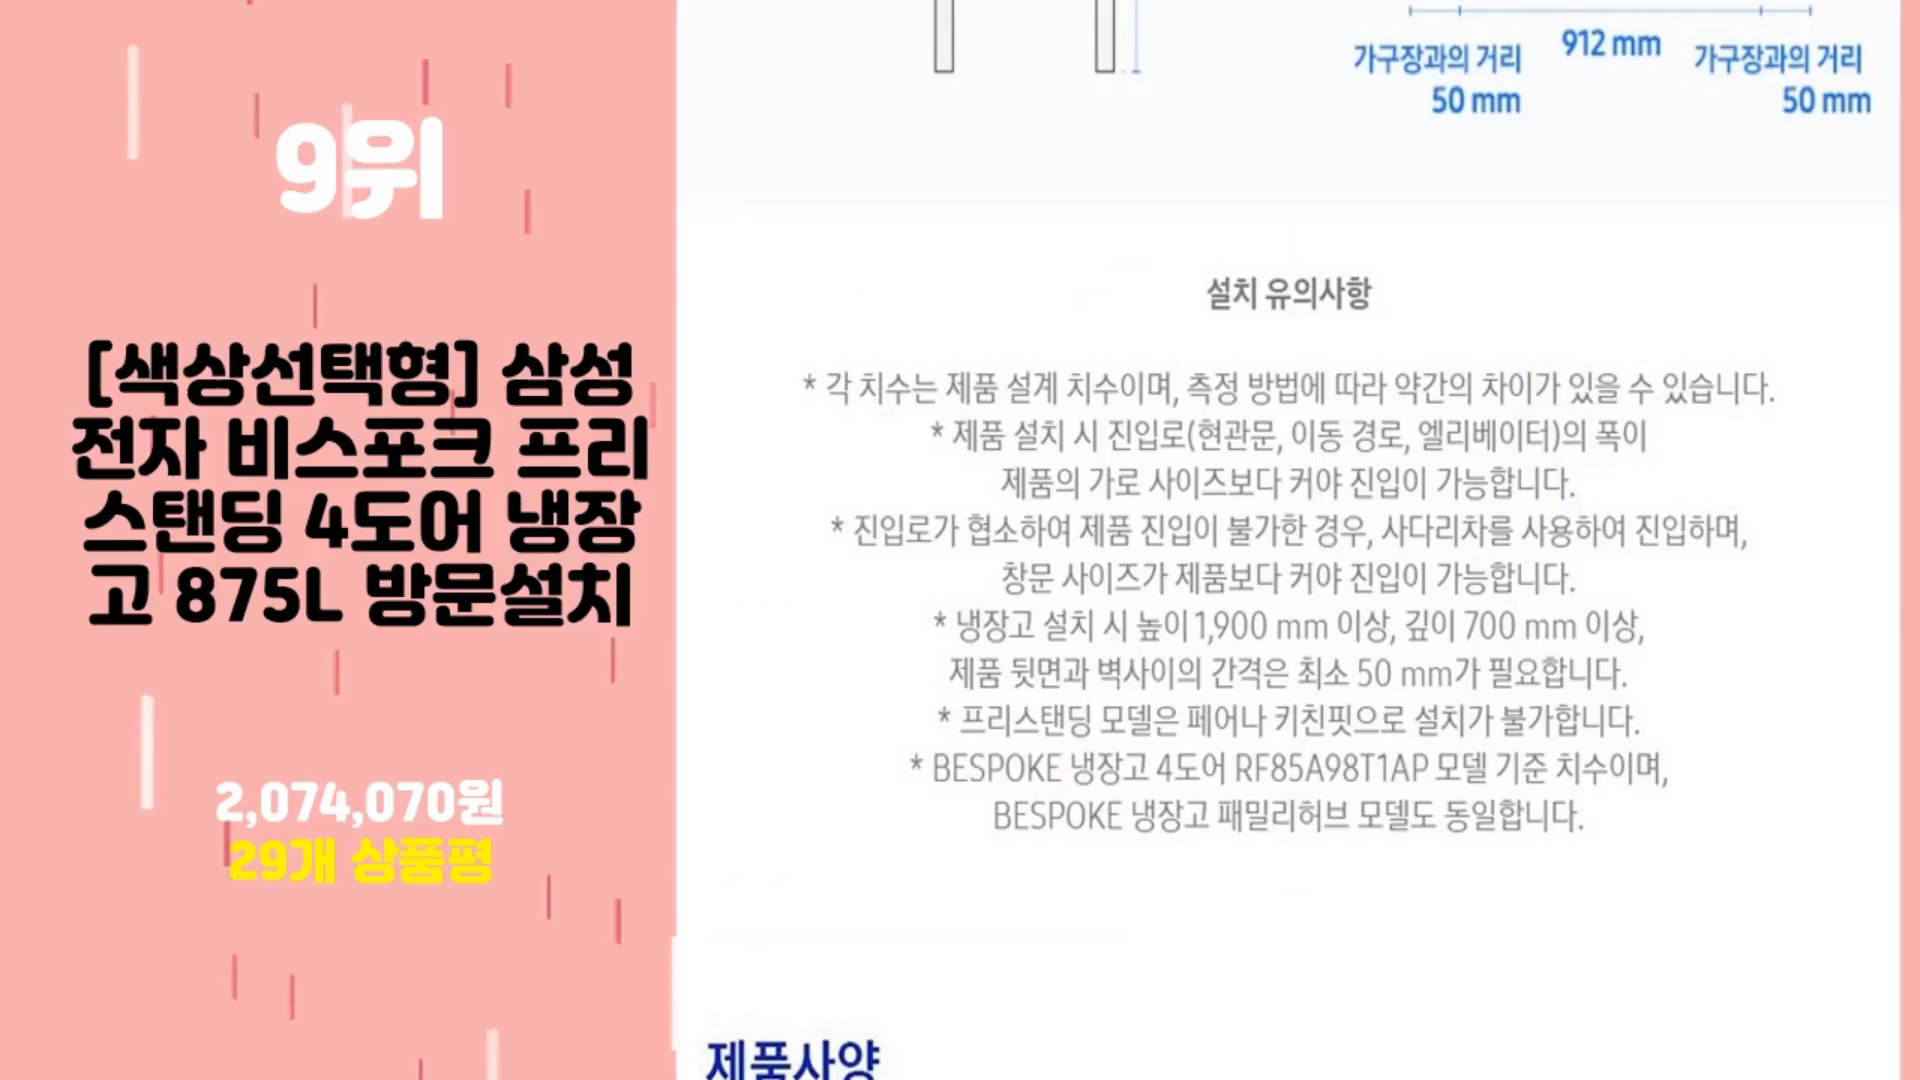 9위
[색상선택형] 삼성
전자 비스포크 프리
스탠딩 4도어 냉장
고 875L 방문설치
2,074,070원
29개 상품평
가구장과의 거리
50 mm
912 mm
가구장과의 거리
50 mm
설치 유의사항
* 각 치수는 제품 설계 치수이며, 측정 방법에 따라 약간의 차이가 있을 수 있습니다.
* 제품 설치 시 진입로(현관문, 이동 경로, 엘리베이터)의 폭이
제품의 가로 사이즈보다 커야 진입이 가능합니다.
* 진입로가 협소하여 제품 진입이 불가한 경우, 사다리차를 사용하여 진입하며,
창문 사이즈가 제품보다 커야 진입이 가능합니다.
* 냉장고 설치 시 높이 1,900 mm 이상, 깊이 700 mm 이상,
제품 뒷면과 벽사이의 간격은 최소 50 mm가 필요합니다.
* 프리스탠딩 모델은 페어나 키친핏으로 설치가 불가합니다.
* BESPOKE 냉장고 4도어 RF85A98T1AP 모델 기준 치수이며,
BESPOKE 냉장고 패밀리허브 모델도 동일합니다.
제품사양